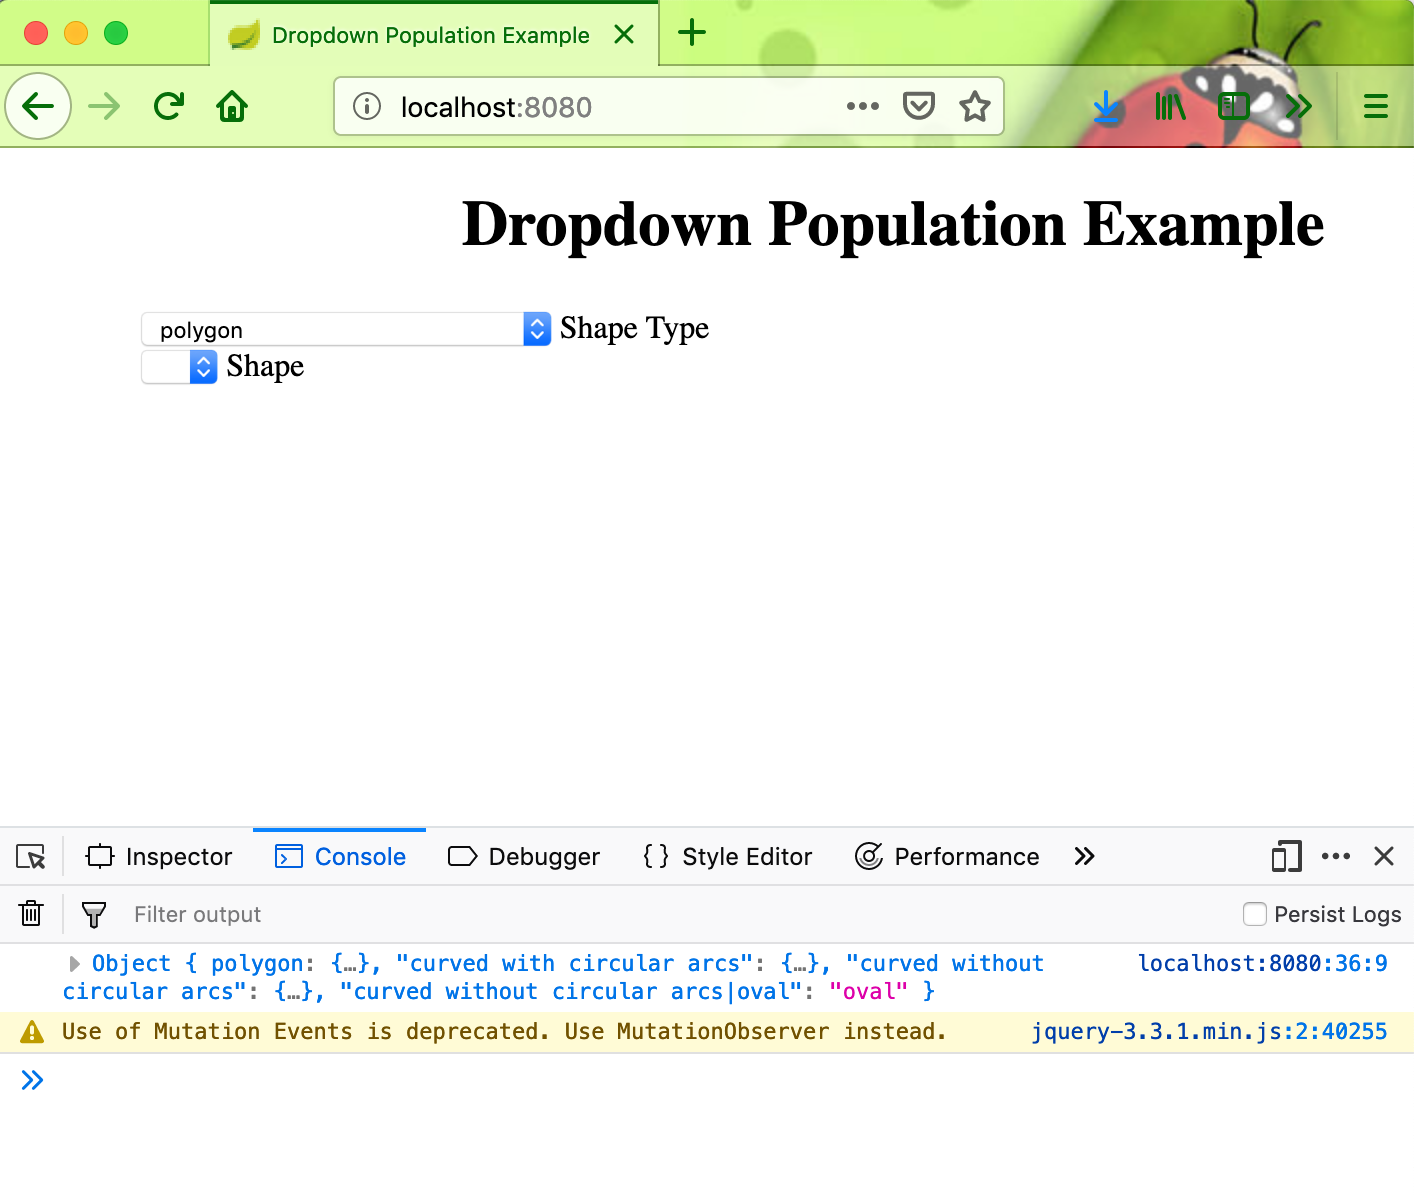 Dropdown Population Example
localhost:8080
Dropdown Population Example
polygon Shape Type
Shape
Inspector Console Debugger { } Style Editor Performance
Filter output Persist Logs
Object { polygon: {…}, "curved with circular arcs": {…}, "curved without localhost:8080:36:9
circular arcs": {…}, "curved without circular arcs|oval": "oval" }
Use of Mutation Events is deprecated. Use MutationObserver instead. jquery-3.3.1.min.js:2:40255